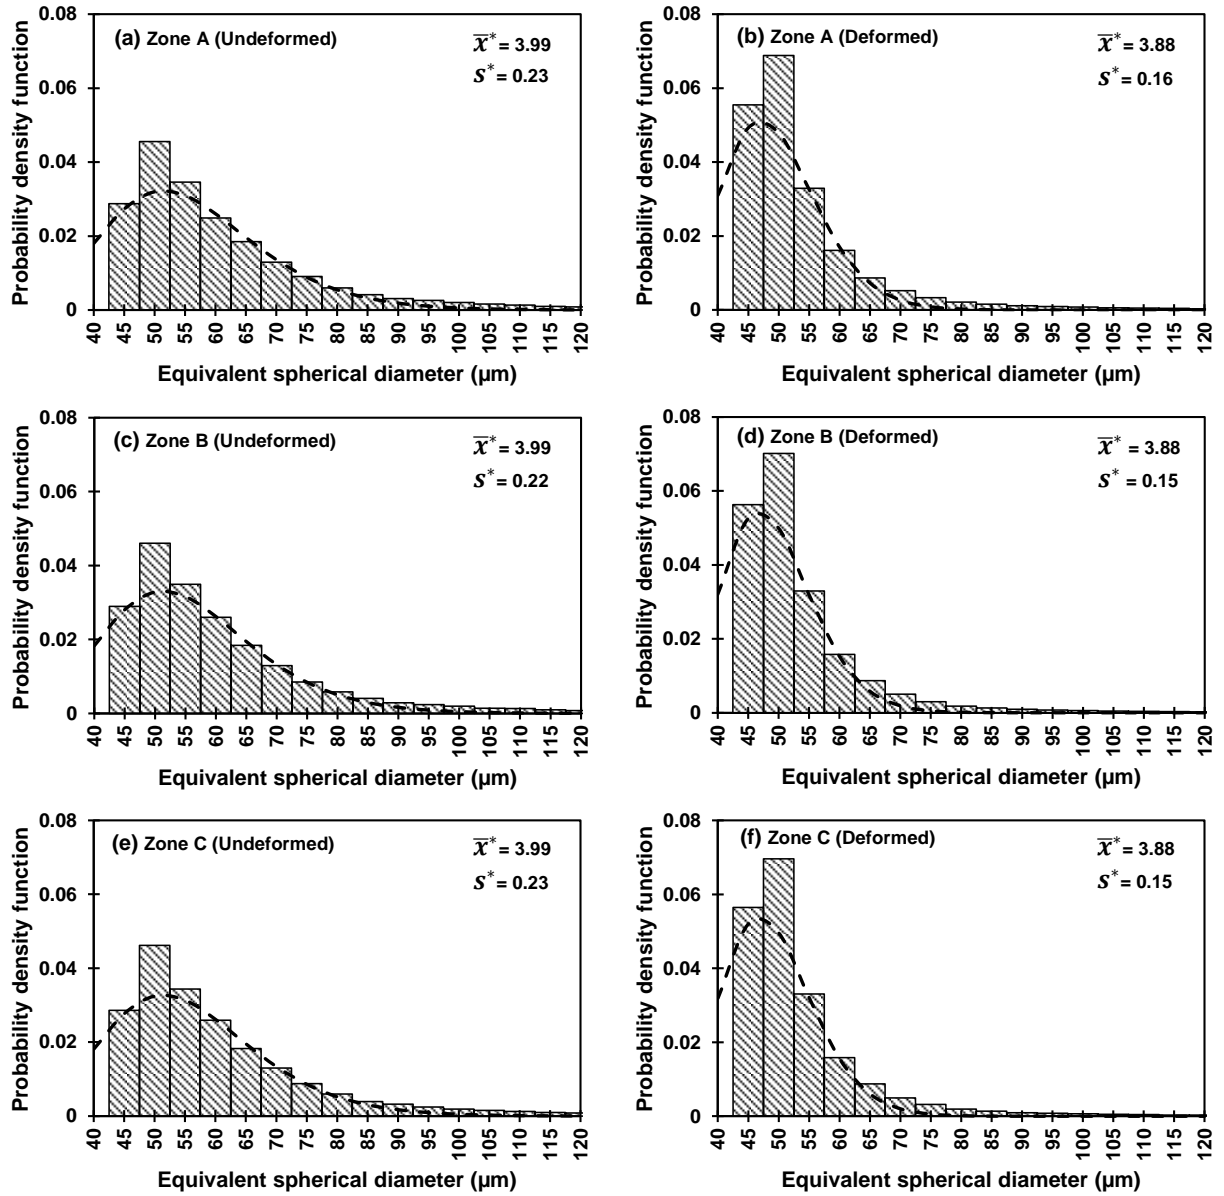 (a) Zone A (Undeformed)
x̄* = 3.99
s* = 0.23
Probability density function
0.08
0.06
0.04
0.02
0
40 45 50 55 60 65 70 75 80 85 90 95 100 105 110 115 120
Equivalent spherical diameter (μm)
(b) Zone A (Deformed)
x̄* = 3.88
s* = 0.16
Probability density function
0.08
0.06
0.04
0.02
0
40 45 50 55 60 65 70 75 80 85 90 95 100 105 110 115 120
Equivalent spherical diameter (μm)
(c) Zone B (Undeformed)
x̄* = 3.99
s* = 0.22
Probability density function
0.08
0.06
0.04
0.02
0
40 45 50 55 60 65 70 75 80 85 90 95 100 105 110 115 120
Equivalent spherical diameter (μm)
(d) Zone B (Deformed)
x̄* = 3.88
s* = 0.15
Probability density function
0.08
0.06
0.04
0.02
0
40 45 50 55 60 65 70 75 80 85 90 95 100 105 110 115 120
Equivalent spherical diameter (μm)
(e) Zone C (Undeformed)
x̄* = 3.99
s* = 0.23
Probability density function
0.08
0.06
0.04
0.02
0
40 45 50 55 60 65 70 75 80 85 90 95 100 105 110 115 120
Equivalent spherical diameter (μm)
(f) Zone C (Deformed)
x̄* = 3.88
s* = 0.15
Probability density function
0.08
0.06
0.04
0.02
0
40 45 50 55 60 65 70 75 80 85 90 95 100 105 110 115 120
Equivalent spherical diameter (μm)